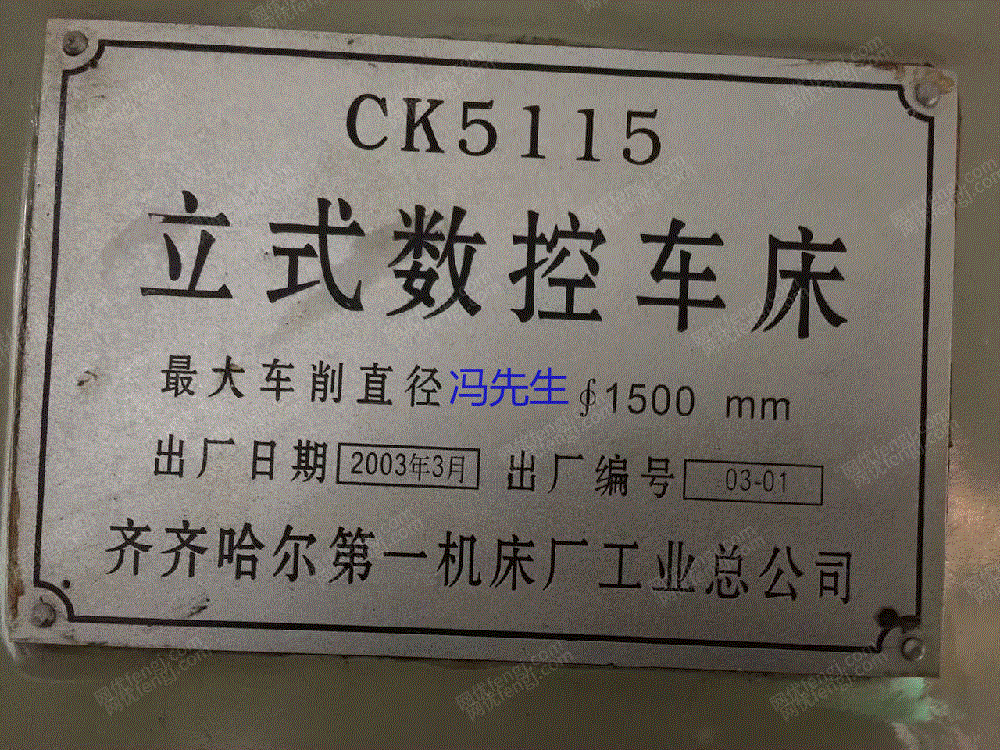 CK5115
立式数控车床
最大车削直径 冯先生 ∮1500 mm
出厂日期 2003年3月 出厂编号 03-01
齐齐哈尔第一机床厂工业总公司